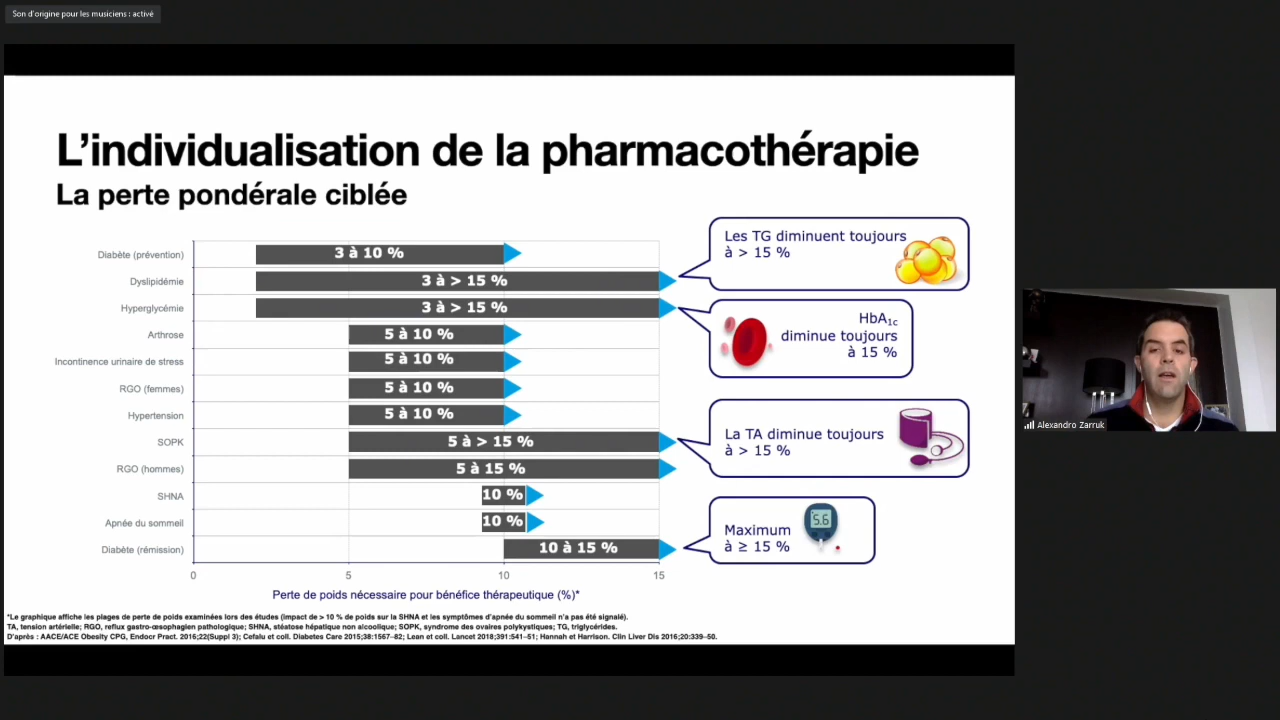 Son d'origine pour les musiciens : activé
L'individualisation de la pharmacothérapie
La perte pondérale ciblée
Diabète (prévention)
3 à 10 %
Dyslipidémie
3 à > 15 %
Hyperglycémie
3 à > 15 %
Arthrose
5 à 10 %
Incontinence urinaire de stress
5 à 10 %
RGO (femmes)
5 à 10 %
Hypertension
5 à 10 %
SOPK
5 à > 15 %
RGO (hommes)
5 à 15 %
SHNA
10 %
Apnée du sommeil
10 %
Diabète (rémission)
10 à 15 %
0 5 10 15
Perte de poids nécessaire pour bénéfice thérapeutique (%)*
Les TG diminuent toujours
à > 15 %
HbA1c
diminue toujours
à 15 %
La TA diminue toujours
à > 15 %
Maximum
à ≥ 15 %
5.6
*Le graphique affiche les plages de perte de poids examinées lors des études (impact de > 10 % de poids sur la SHNA et les symptômes d'apnée du sommeil n'a pas été signalé).
TA, tension artérielle; RGO, reflux gastro-œsophagien pathologique; SHNA, stéatose hépatique non alcoolique; SOPK, syndrome des ovaires polykystiques; TG, triglycérides.
D'après : AACE/ACE Obesity CPG, Endocr Pract. 2016;22(Suppl 3); Cefalu et coll. Diabetes Care 2015;38:1567–82; Lean et coll. Lancet 2018;391:541–51; Hannah et Harrison. Clin Liver Dis 2016;20:339–50.
Alexandro Zarruk